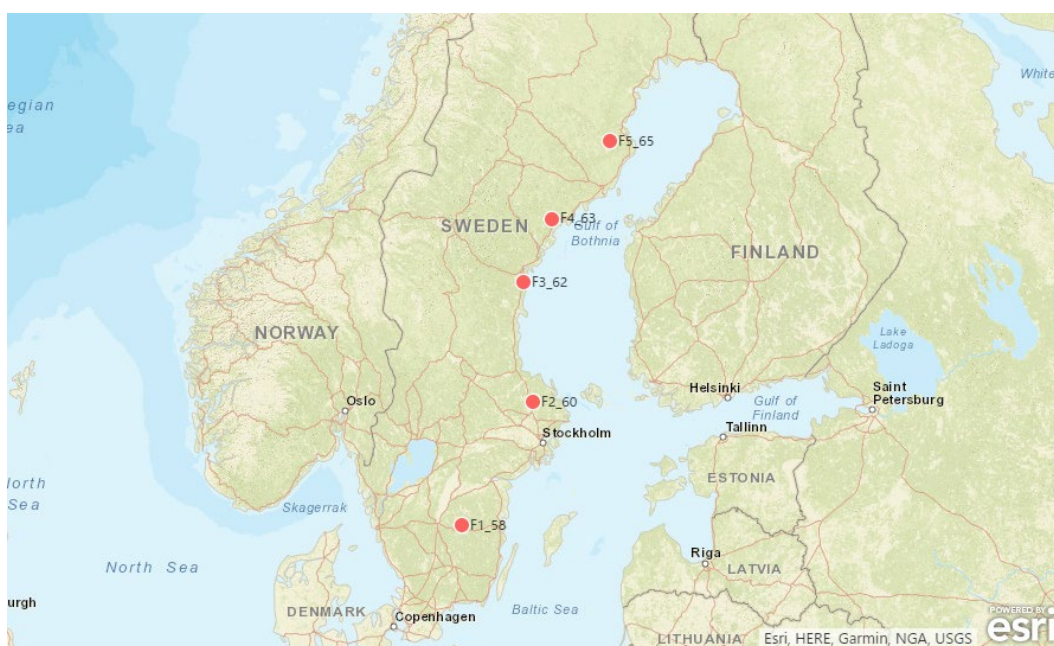 White
egian
ea
F5_65
F4_63
SWEDEN
Gulf of
Bothnia
FINLAND
F3_62
NORWAY
Lake
Ladoga
Oslo
Helsinki
Saint
Petersburg
F2_60
Gulf of
Finland
Stockholm
Tallinn
orth
Sea
ESTONIA
Skagerrak
F1_58
Riga
North Sea
LATVIA
urgh
DENMARK
Copenhagen
Baltic Sea
LITHUANIA
Esri, HERE, Garmin, NGA, USGS
POWERED BY
esri